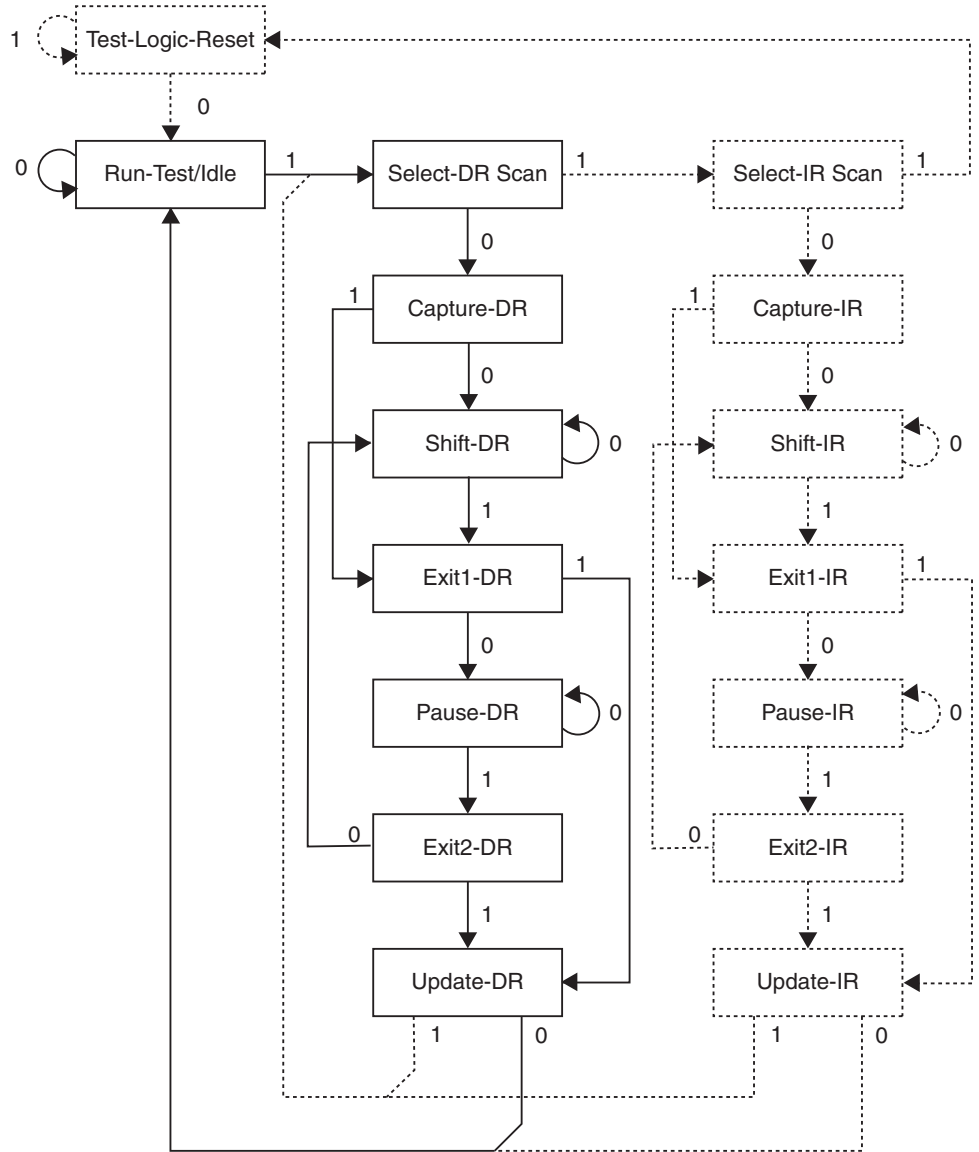 Test-Logic-Reset
1
0
0
Run-Test/Idle
1
Select-DR Scan
1
Select-IR Scan
1
0
0
1
Capture-DR
1
Capture-IR
0
0
Shift-DR
0
Shift-IR
0
1
1
Exit1-DR
1
Exit1-IR
1
0
0
Pause-DR
0
Pause-IR
0
1
1
0
Exit2-DR
0
Exit2-IR
1
1
Update-DR
Update-IR
1
0
1
0